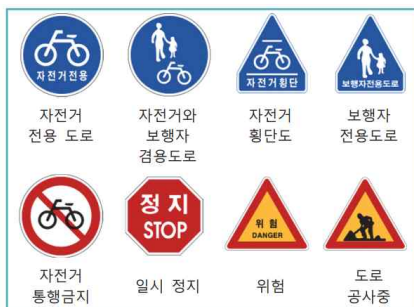 자전거전용
자전거횡단
보행자전용도로
자전거
전용 도로
자전거와
보행자
겸용도로
자전거
횡단도
보행자
전용도로
정지
STOP
위험
DANGER
자전거
통행금지
일시 정지
위험
도로
공사중